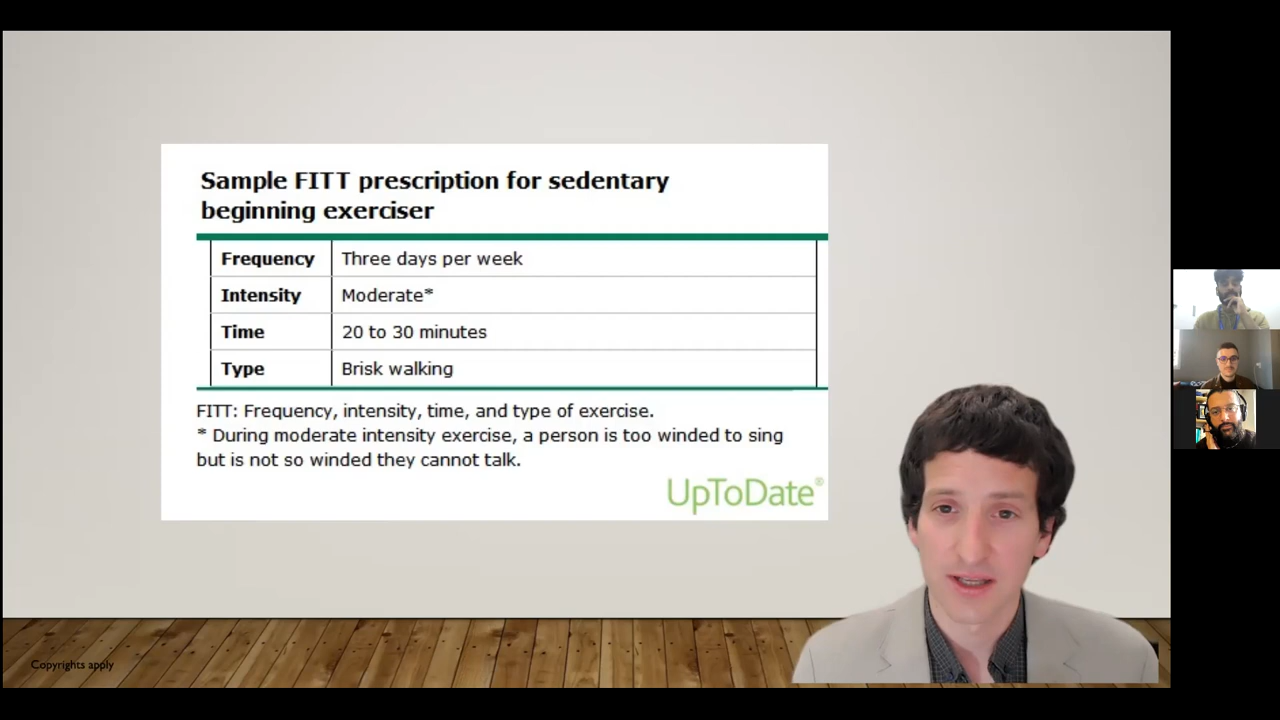 Sample FITT prescription for sedentary
beginning exerciser
Frequency Three days per week
Intensity Moderate*
Time 20 to 30 minutes
Type Brisk walking
FITT: Frequency, intensity, time, and type of exercise.
* During moderate intensity exercise, a person is too winded to sing
but is not so winded they cannot talk.
UpToDate®
Copyrights apply